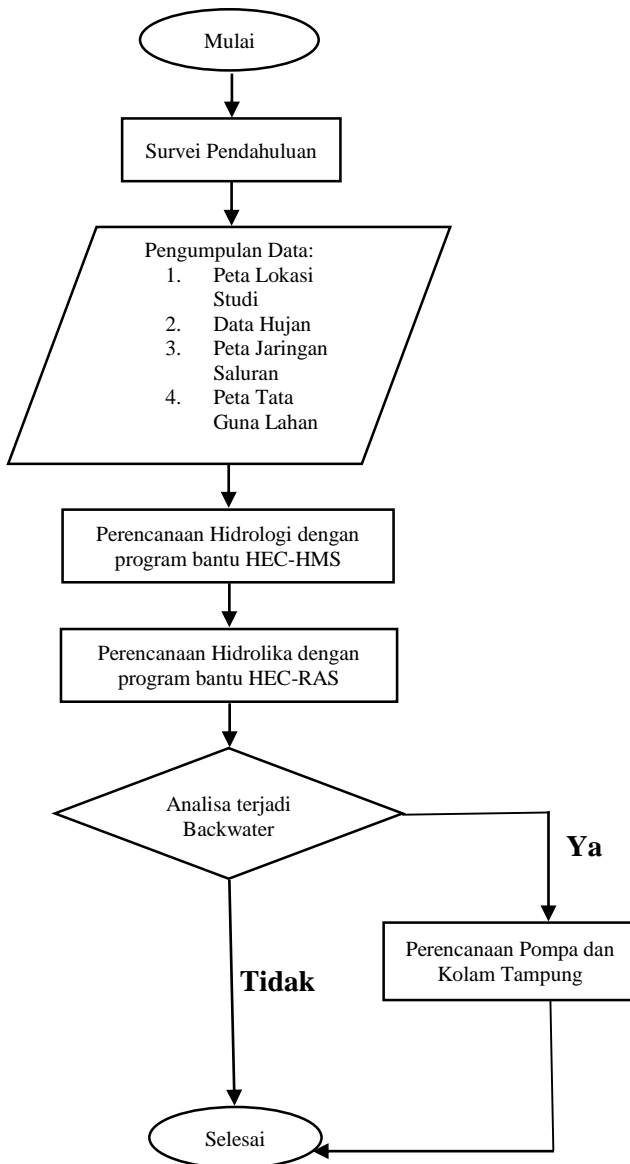 Mulai
Survei Pendahuluan
Pengumpulan Data:
1. Peta Lokasi
Studi
2. Data Hujan
3. Peta Jaringan
Saluran
4. Peta Tata
Guna Lahan
Perencanaan Hidrologi dengan
program bantu HEC-HMS
Perencanaan Hidrolika dengan
program bantu HEC-RAS
Analisa terjadi
Backwater
Ya
Perencanaan Pompa dan
Kolam Tampung
Tidak
Selesai